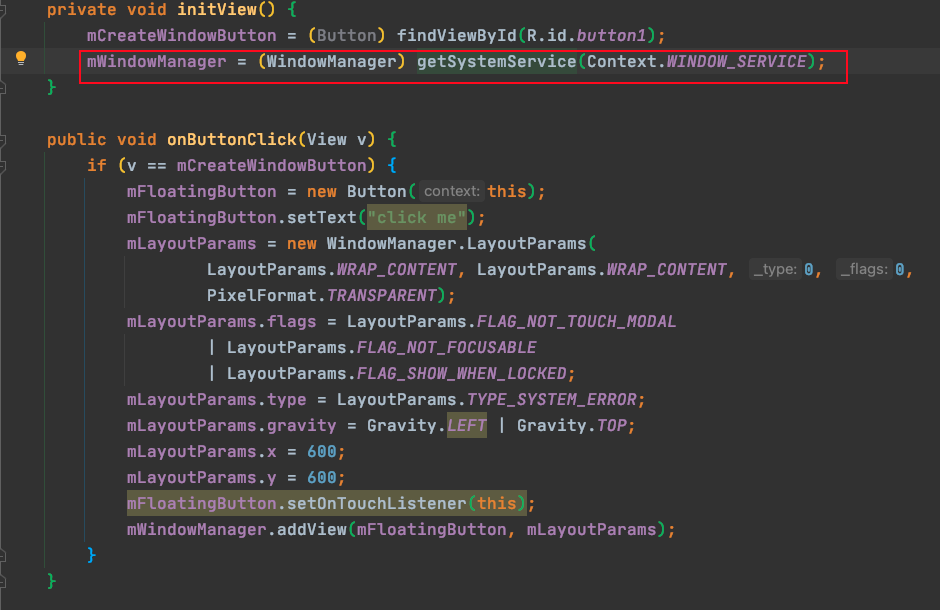 private void initView() {
mCreateWindowButton = (Button) findViewById(R.id.button1);
mWindowManager = (WindowManager) getSystemService(Context.WINDOW_SERVICE);
}
public void onButtonClick(View v) {
if (v == mCreateWindowButton) {
mFloatingButton = new Button( context: this);
mFloatingButton.setText("click me");
mLayoutParams = new WindowManager.LayoutParams(
LayoutParams.WRAP_CONTENT, LayoutParams.WRAP_CONTENT, _type: 0, _flags: 0,
PixelFormat.TRANSPARENT);
mLayoutParams.flags = LayoutParams.FLAG_NOT_TOUCH_MODAL
| LayoutParams.FLAG_NOT_FOCUSABLE
| LayoutParams.FLAG_SHOW_WHEN_LOCKED;
mLayoutParams.type = LayoutParams.TYPE_SYSTEM_ERROR;
mLayoutParams.gravity = Gravity.LEFT | Gravity.TOP;
mLayoutParams.x = 600;
mLayoutParams.y = 600;
mFloatingButton.setOnTouchListener(this);
mWindowManager.addView(mFloatingButton, mLayoutParams);
}
}